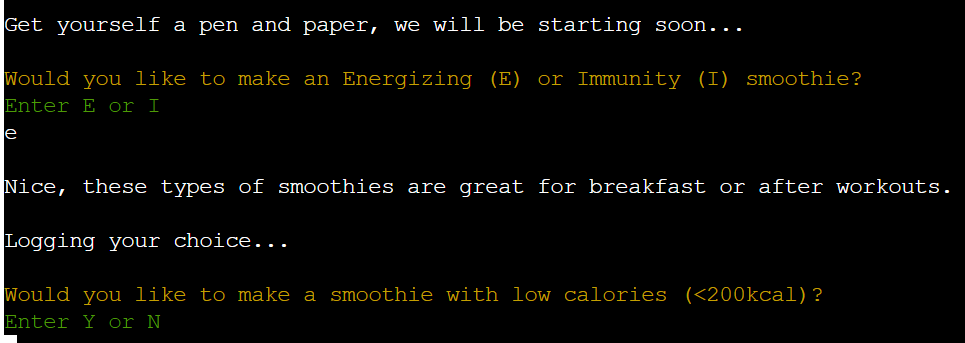 Get yourself a pen and paper, we will be starting soon...
Would you like to make an Energizing (E) or Immunity (I) smoothie?
Enter E or I
e
Nice, these types of smoothies are great for breakfast or after workouts.
Logging your choice...
Would you like to make a smoothie with low calories (<200kcal)?
Enter Y or N